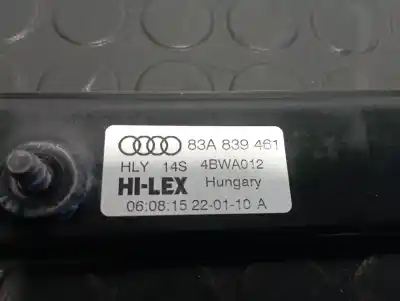 83A 839 461
HLY 14S 4BWA012
HI-LEX Hungary
06:08:15 22-01-10 A